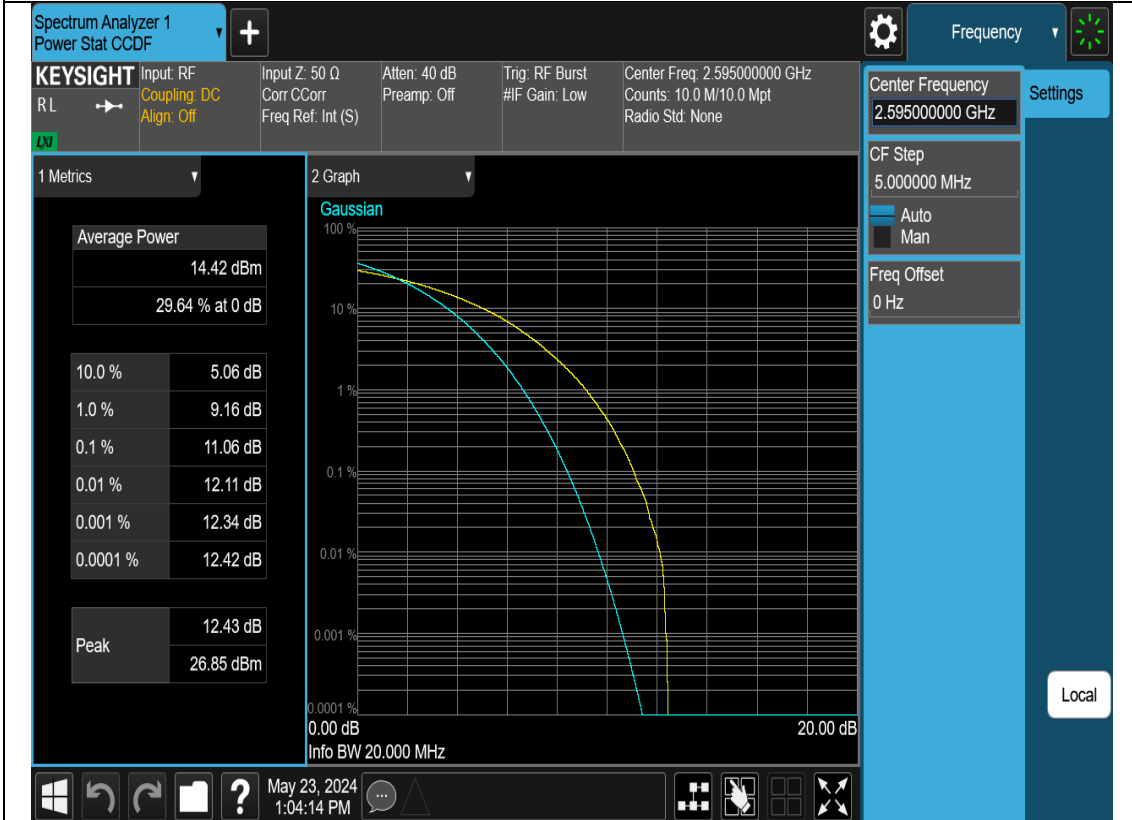 Spectrum Analyzer 1
Power Stat CCDF
+
Frequency
KEYSIGHT
RL
LXI
Input: RF
Coupling: DC
Align: Off
Input Z: 50 Ω
Corr CCorr
Freq Ref: Int (S)
Atten: 40 dB
Preamp: Off
Trig: RF Burst
#IF Gain: Low
Center Freq: 2.595000000 GHz
Counts: 10.0 M/10.0 Mpt
Radio Std: None
1 Metrics
Average Power
14.42 dBm
29.64 % at 0 dB
10.0 % 5.06 dB
1.0 % 9.16 dB
0.1 % 11.06 dB
0.01 % 12.11 dB
0.001 % 12.34 dB
0.0001 % 12.42 dB
Peak
12.43 dB
26.85 dBm
2 Graph
Gaussian
100 %
10 %
1 %
0.1 %
0.01 %
0.001 %
0.0001 %
0.00 dB 20.00 dB
Info BW 20.000 MHz
Center Frequency
2.595000000 GHz
CF Step
5.000000 MHz
Auto
Man
Freq Offset
0 Hz
Settings
Local
?
May 23, 2024
1:04:14 PM